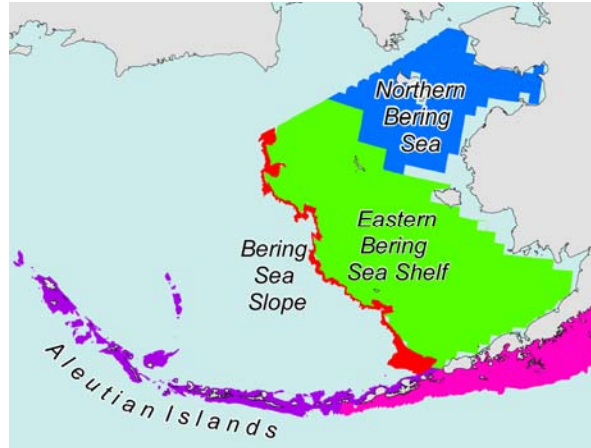 Northern
Bering
Sea
Eastern
Bering
Sea Shelf
Bering
Sea
Slope
Aleutian Islands